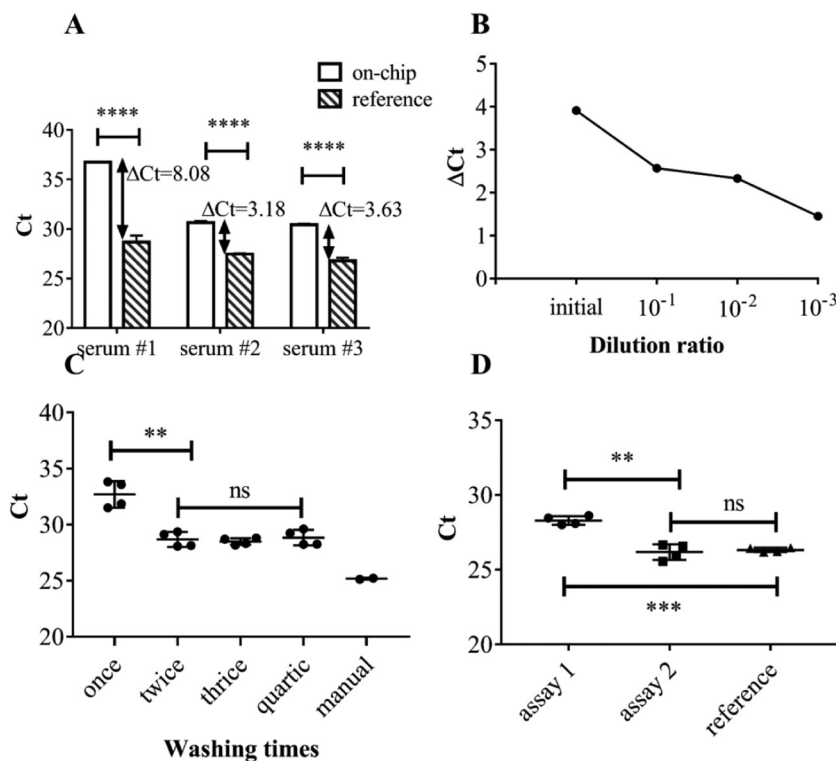 A
on-chip
reference
****
****
****
ΔCt=8.08
ΔCt=3.18
ΔCt=3.63
Ct
40
35
30
25
20
serum #1
serum #2
serum #3
B
ΔCt
5
4
3
2
1
0
initial
10⁻¹
10⁻²
10⁻³
Dilution ratio
C
Ct
40
35
30
25
20
**
ns
once
twice
thrice
quartic
manual
Washing times
D
Ct
35
30
25
20
**
ns
***
assay 1
assay 2
reference